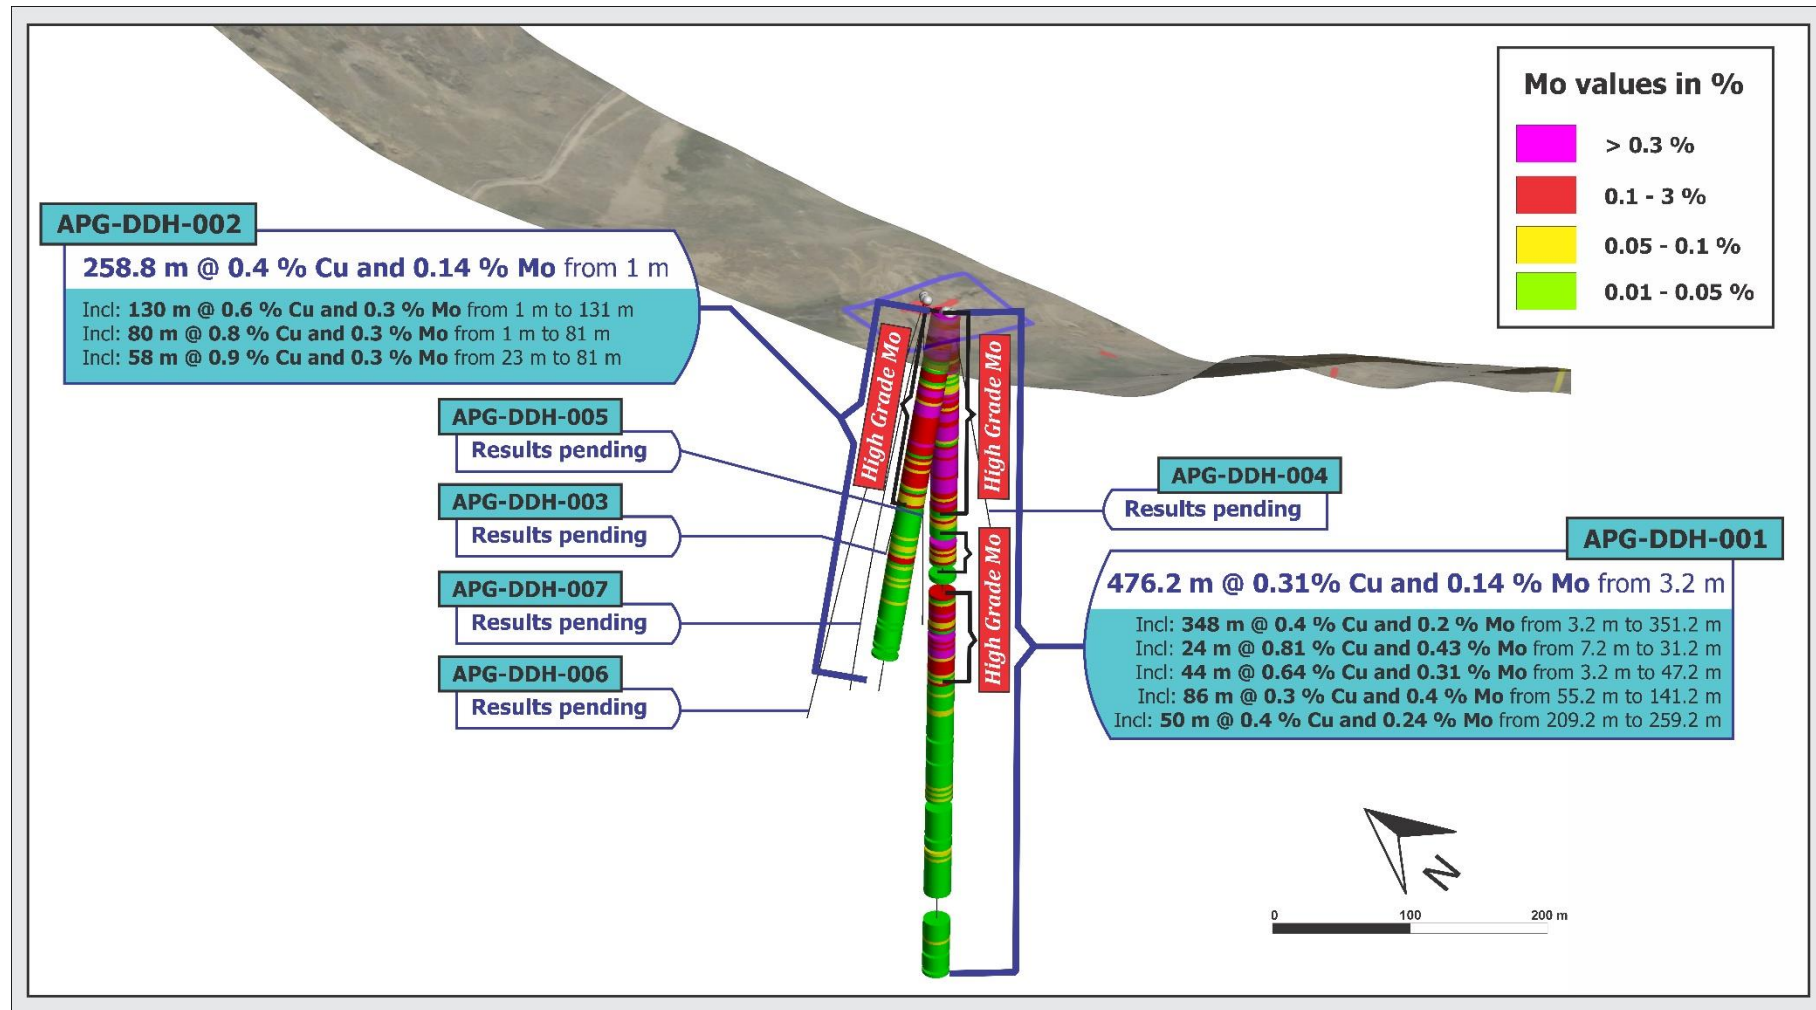 Mo values in %
> 0.3 %
0.1 - 3 %
0.05 - 0.1 %
0.01 - 0.05 %
APG-DDH-002
258.8 m @ 0.4 % Cu and 0.14 % Mo from 1 m
Incl: 130 m @ 0.6 % Cu and 0.3 % Mo from 1 m to 131 m
Incl: 80 m @ 0.8 % Cu and 0.3 % Mo from 1 m to 81 m
Incl: 58 m @ 0.9 % Cu and 0.3 % Mo from 23 m to 81 m
High Grade Mo
High Grade Mo
High Grade Mo
APG-DDH-005
Results pending
APG-DDH-003
Results pending
APG-DDH-007
Results pending
APG-DDH-006
Results pending
APG-DDH-004
Results pending
APG-DDH-001
476.2 m @ 0.31% Cu and 0.14 % Mo from 3.2 m
Incl: 348 m @ 0.4 % Cu and 0.2 % Mo from 3.2 m to 351.2 m
Incl: 24 m @ 0.81 % Cu and 0.43 % Mo from 7.2 m to 31.2 m
Incl: 44 m @ 0.64 % Cu and 0.31 % Mo from 3.2 m to 47.2 m
Incl: 86 m @ 0.3 % Cu and 0.4 % Mo from 55.2 m to 141.2 m
Incl: 50 m @ 0.4 % Cu and 0.24 % Mo from 209.2 m to 259.2 m
N
0 100 200 m